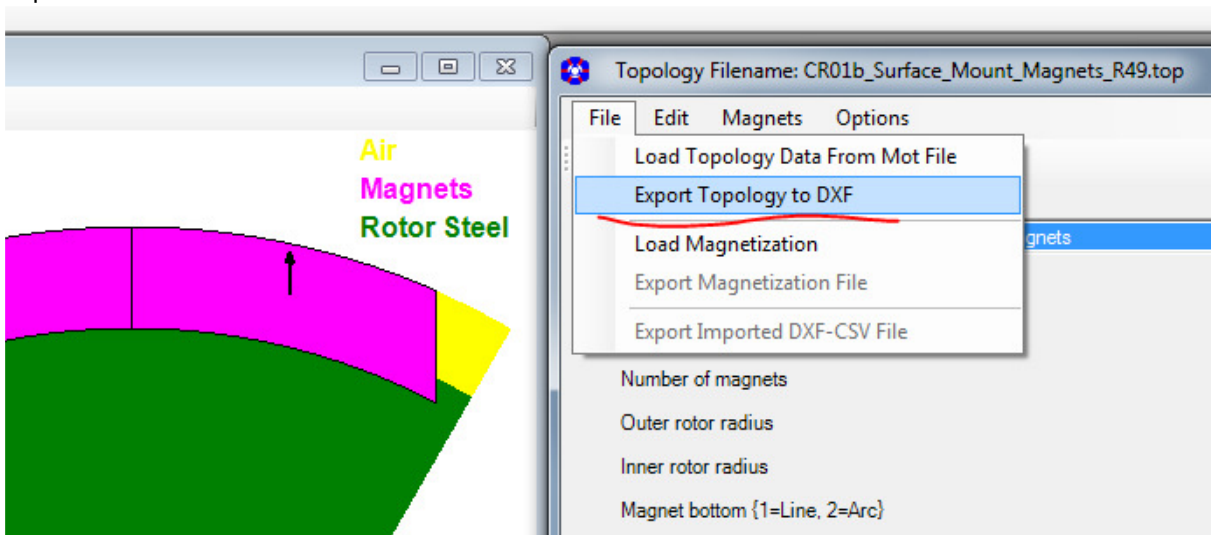 Air
Magnets
Rotor Steel
Topology Filename: CR01b_Surface_Mount_Magnets_R49.top
File Edit Magnets Options
Load Topology Data From Mot File
Export Topology to DXF
Load Magnetization
Export Magnetization File
Export Imported DXF-CSV File
Number of magnets
Outer rotor radius
Inner rotor radius
Magnet bottom {1=Line, 2=Arc}